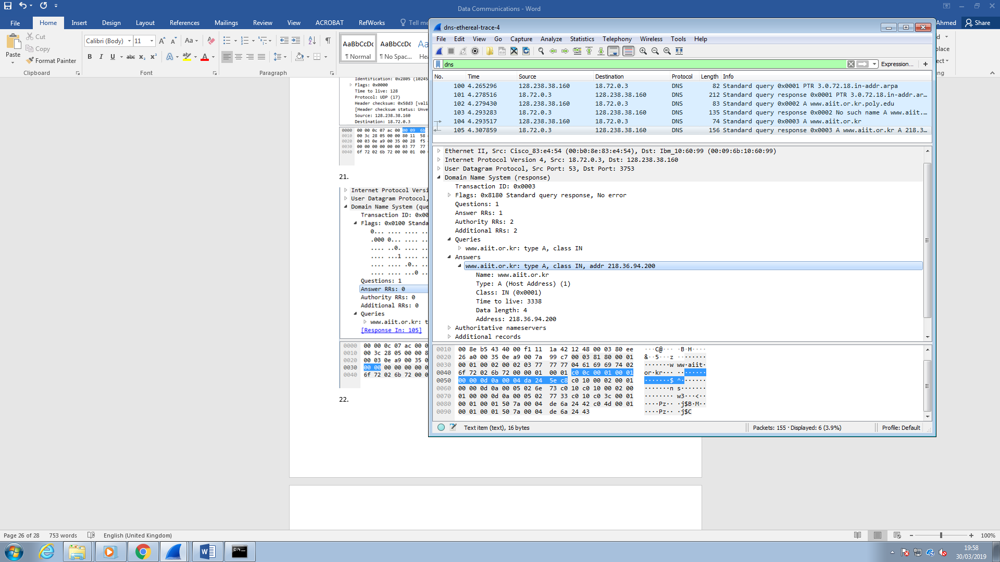 Data Communications - Word
File Home Insert Design Layout References Mailings Review View ACROBAT RefWorks Tell me
Ahmed Share
Paste
Cut
Copy
Format Painter
Clipboard
Calibri (Body) 11
Font
Paragraph
AaBbCcDc AaBbCcDc
¶ Normal ¶ No Spac...
Identification: 0x2805 (10245
Flags: 0x0000
Time to live: 128
Protocol: UDP (17)
Header checksum: 0x58d3 [vali
[Header checksum status: Unve
Source: 128.238.38.160
Destination: 18.72.0.3
0000 00 00 0c 07 ac 00 00 09 6b
0010 00 3c 28 05 00 00 80 11 58
0020 00 03 0e a9 00 35 00 28 f5
0030 00 00 00 00 00 00 03 77 77
0040 6f 72 02 6b 72 00 00 01 00
21.
Internet Protocol Versi
User Datagram Protocol,
Domain Name System (que
Transaction ID: 0x00
Flags: 0x0100 Standa
0... .... .... ..
.000 0... .... ..
.... ..0. .... ..
.... ...1 .... ..
.... .... .0.. ..
.... .... ...0 ..
Questions: 1
Answer RRs: 0
Authority RRs: 0
Additional RRs: 0
Queries
www.aiit.or.kr: t
[Response In: 105]
0000 00 00 0c 07 ac 00 0
0010 00 3c 28 05 00 00 8
0020 00 03 0e a9 00 35 0
0030 00 00 00 00 00 00 0
0040 6f 72 02 6b 72 00 0
22.
dns-ethereal-trace-4
File Edit View Go Capture Analyze Statistics Telephony Wireless Tools Help
dns
Expression... +
No. Time Source Destination Protocol Length Info
100 4.265296 128.238.38.160 18.72.0.3 DNS 82 Standard query 0x0001 PTR 3.0.72.18.in-addr.arpa
101 4.278516 18.72.0.3 128.238.38.160 DNS 212 Standard query response 0x0001 PTR 3.0.72.18.in-addr.ar…
102 4.279430 128.238.38.160 18.72.0.3 DNS 83 Standard query 0x0002 A www.aiit.or.kr.poly.edu
103 4.293283 18.72.0.3 128.238.38.160 DNS 135 Standard query response 0x0002 No such name A www.aiit.…
104 4.293517 128.238.38.160 18.72.0.3 DNS 74 Standard query 0x0003 A www.aiit.or.kr
105 4.307859 18.72.0.3 128.238.38.160 DNS 156 Standard query response 0x0003 A www.aiit.or.kr A 218.3…
Ethernet II, Src: Cisco_83:e4:54 (00:b0:8e:83:e4:54), Dst: Ibm_10:60:99 (00:09:6b:10:60:99)
Internet Protocol Version 4, Src: 18.72.0.3, Dst: 128.238.38.160
User Datagram Protocol, Src Port: 53, Dst Port: 3753
Domain Name System (response)
Transaction ID: 0x0003
Flags: 0x8180 Standard query response, No error
Questions: 1
Answer RRs: 1
Authority RRs: 2
Additional RRs: 2
Queries
www.aiit.or.kr: type A, class IN
Answers
www.aiit.or.kr: type A, class IN, addr 218.36.94.200
Name: www.aiit.or.kr
Type: A (Host Address) (1)
Class: IN (0x0001)
Time to live: 3338
Data length: 4
Address: 218.36.94.200
Authoritative nameservers
Additional records
0010 00 8e b5 43 40 00 f1 11 1a 42 12 48 00 03 80 ee ···C@··· ·B·H····
0020 26 a0 00 35 0e a9 00 7a 99 c7 00 03 81 80 00 01 &··5···z ········
0030 00 01 00 02 00 02 03 77 77 77 04 61 69 69 74 02 ·······w ww·aiit·
0040 6f 72 02 6b 72 00 00 01 00 01 c0 0c 00 01 00 01 or·kr··· ········
0050 00 00 0d 0a 00 04 da 24 5e c8 c0 10 00 02 00 01 ·······$ ^·······
0060 00 00 0d 0a 00 05 02 6e 73 c0 10 c0 10 00 02 00 ·······n s·······
0070 01 00 00 0d 0a 00 05 02 77 33 c0 10 c0 3c 00 01 ········ w3···<··
0080 00 01 00 01 50 7a 00 04 de 6a 24 42 c0 4d 00 01 ····Pz·· ·j$B·M··
0090 00 01 00 01 50 7a 00 04 de 6a 24 43 ····Pz·· ·j$C
Text item (text), 16 bytes
Packets: 155 · Displayed: 6 (3.9%)
Profile: Default
Page 26 of 28 753 words English (United Kingdom)
100%
19:58
30/03/2019